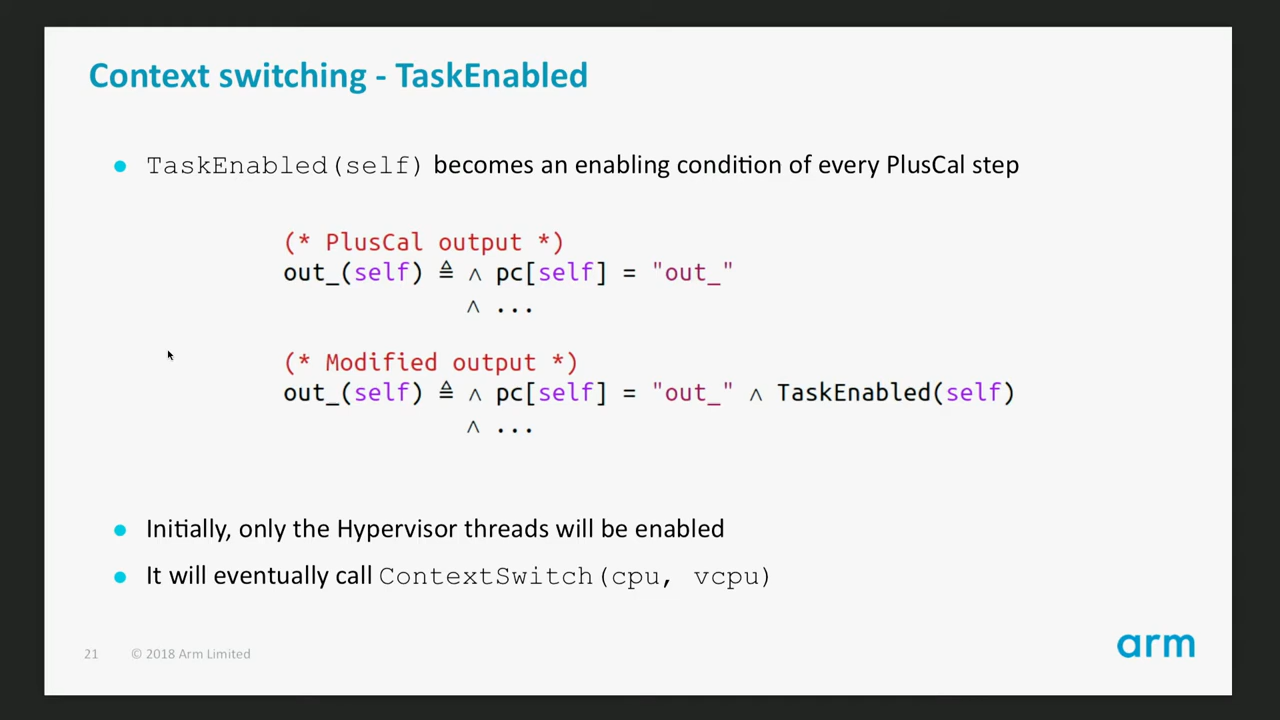 Context switching - TaskEnabled
● TaskEnabled(self) becomes an enabling condition of every PlusCal step
(* PlusCal output *)
out_(self) ≜ ∧ pc[self] = "out_"
∧ ...
(* Modified output *)
out_(self) ≜ ∧ pc[self] = "out_" ∧ TaskEnabled(self)
∧ ...
● Initially, only the Hypervisor threads will be enabled
● It will eventually call ContextSwitch(cpu, vcpu)
21 © 2018 Arm Limited
arm